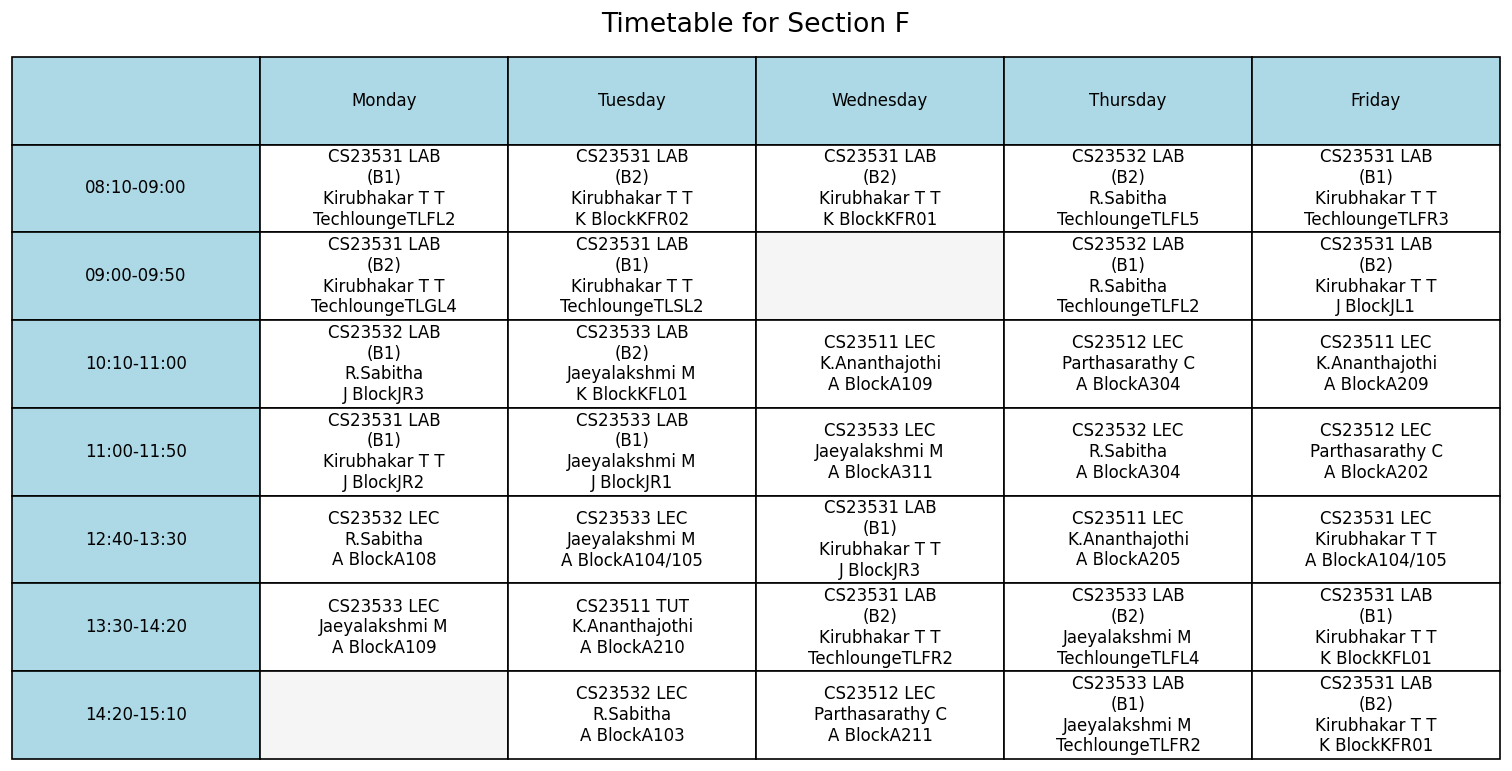 Timetable for Section F
Monday
Tuesday
Wednesday
Thursday
Friday
08:10-09:00
CS23531 LAB
(B1)
Kirubhakar T T
TechloungeTLFL2
CS23531 LAB
(B2)
Kirubhakar T T
K BlockKFR02
CS23531 LAB
(B2)
Kirubhakar T T
K BlockKFR01
CS23532 LAB
(B2)
R.Sabitha
TechloungeTLFL5
CS23531 LAB
(B1)
Kirubhakar T T
TechloungeTLFR3
09:00-09:50
CS23531 LAB
(B2)
Kirubhakar T T
TechloungeTLGL4
CS23531 LAB
(B1)
Kirubhakar T T
TechloungeTLSL2
CS23532 LAB
(B1)
R.Sabitha
TechloungeTLFL2
CS23531 LAB
(B2)
Kirubhakar T T
J BlockJL1
10:10-11:00
CS23532 LAB
(B1)
R.Sabitha
J BlockJR3
CS23533 LAB
(B2)
Jaeyalakshmi M
K BlockKFL01
CS23511 LEC
K.Ananthajothi
A BlockA109
CS23512 LEC
Parthasarathy C
A BlockA304
CS23511 LEC
K.Ananthajothi
A BlockA209
11:00-11:50
CS23531 LAB
(B1)
Kirubhakar T T
J BlockJR2
CS23533 LAB
(B1)
Jaeyalakshmi M
J BlockJR1
CS23533 LEC
Jaeyalakshmi M
A BlockA311
CS23532 LEC
R.Sabitha
A BlockA304
CS23512 LEC
Parthasarathy C
A BlockA202
12:40-13:30
CS23532 LEC
R.Sabitha
A BlockA108
CS23533 LEC
Jaeyalakshmi M
A BlockA104/105
CS23531 LAB
(B1)
Kirubhakar T T
J BlockJR3
CS23511 LEC
K.Ananthajothi
A BlockA205
CS23531 LEC
Kirubhakar T T
A BlockA104/105
13:30-14:20
CS23533 LEC
Jaeyalakshmi M
A BlockA109
CS23511 TUT
K.Ananthajothi
A BlockA210
CS23531 LAB
(B2)
Kirubhakar T T
TechloungeTLFR2
CS23533 LAB
(B2)
Jaeyalakshmi M
TechloungeTLFL4
CS23531 LAB
(B1)
Kirubhakar T T
K BlockKFL01
14:20-15:10
CS23532 LEC
R.Sabitha
A BlockA103
CS23512 LEC
Parthasarathy C
A BlockA211
CS23533 LAB
(B1)
Jaeyalakshmi M
TechloungeTLFR2
CS23531 LAB
(B2)
Kirubhakar T T
K BlockKFR01